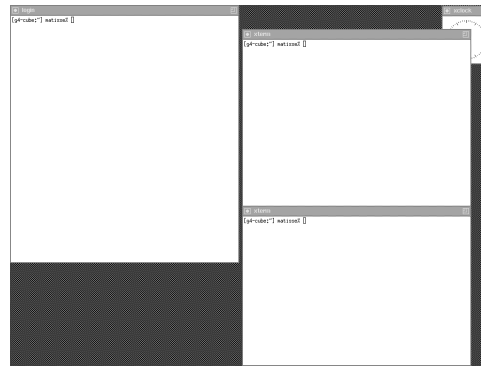 login
[g4-cube:~] matisse% []
xclock
xterm
[g4-cube:~] matisse% []
xterm
[g4-cube:~] matisse% []